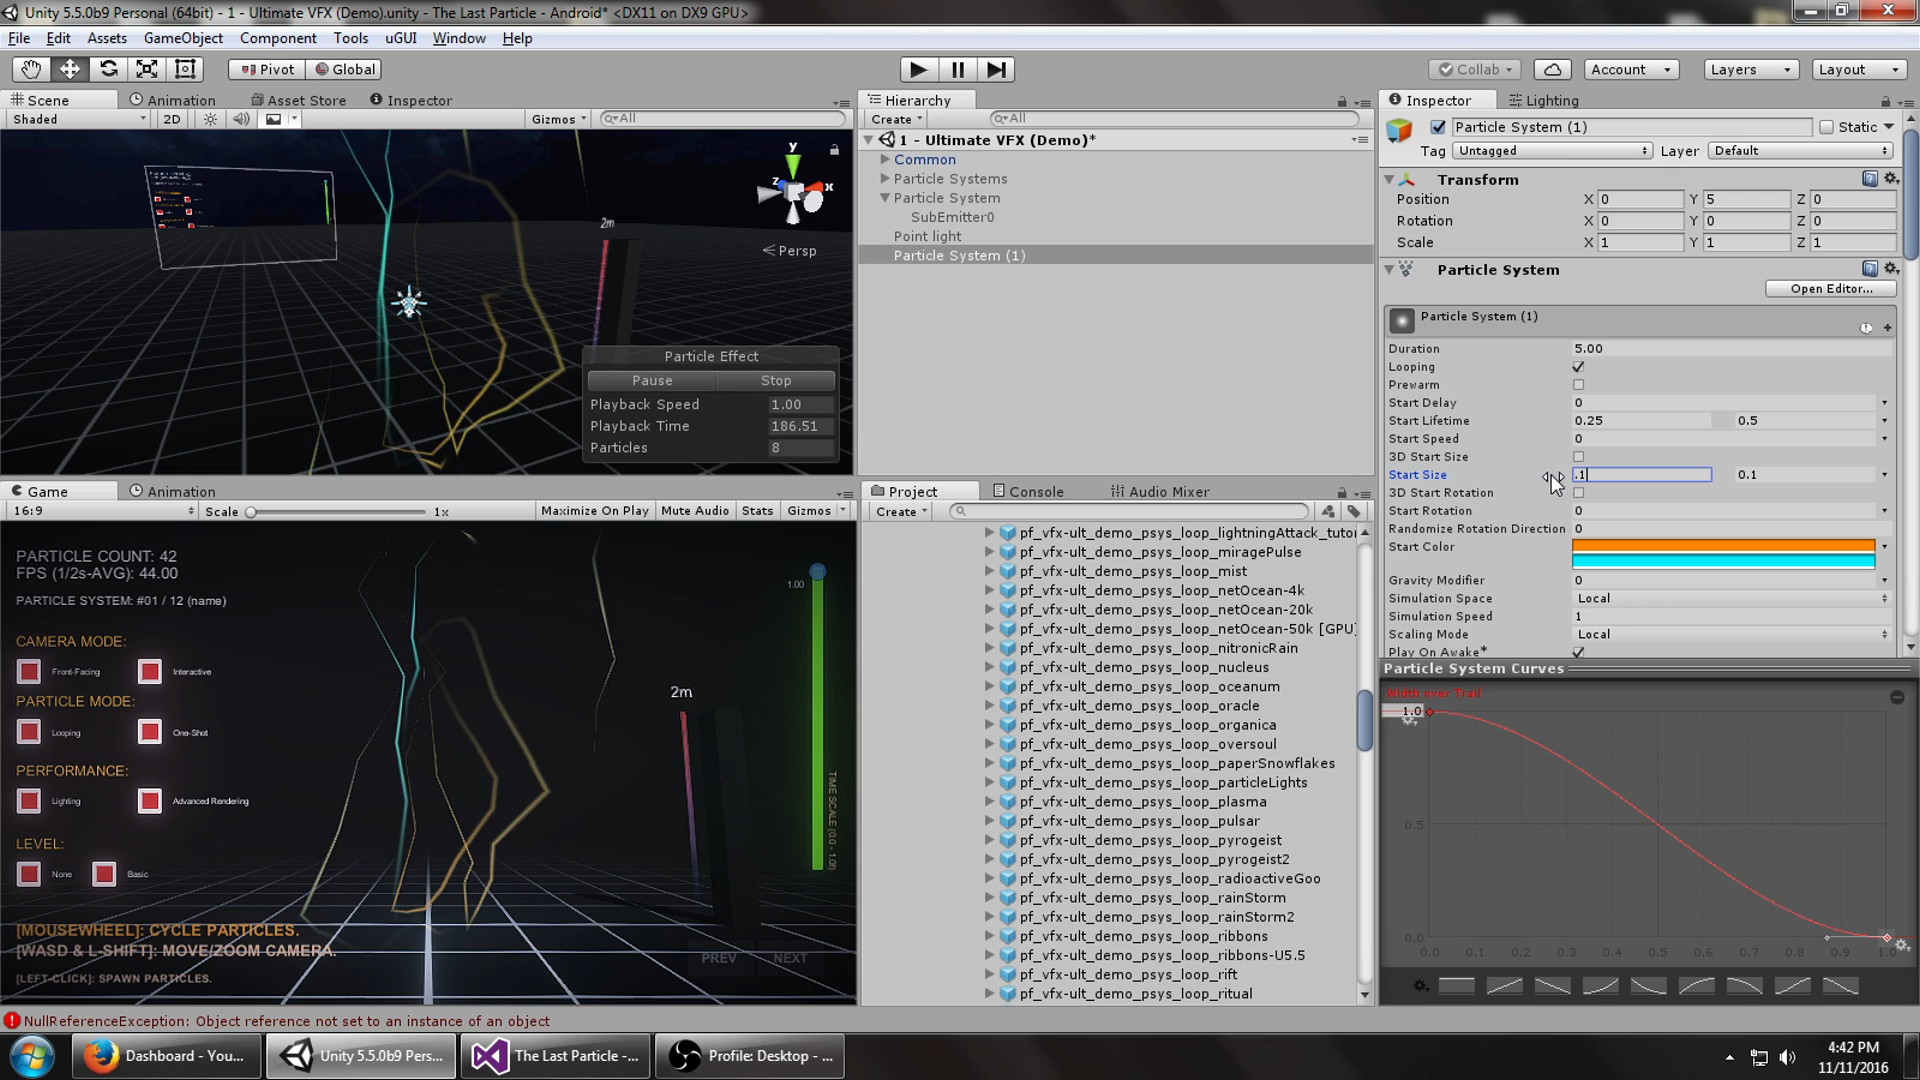 Unity 5.5.0b9 Personal (64bit) - 1 - Ultimate VFX (Demo).unity - The Last Particle - Android* <DX11 on DX9 GPU>
File Edit Assets GameObject Component Tools uGUI Window Help
Pivot Global Collab Account Layers Layout
Scene Animation Asset Store Inspector
Shaded 2D Gizmos All
y
z x
Persp
2m
Particle Effect
Pause Stop
Playback Speed 1.00
Playback Time 186.51
Particles 8
Hierarchy
Create All
1 - Ultimate VFX (Demo)*
Common
Particle Systems
Particle System
SubEmitter0
Point light
Particle System (1)
Inspector Lighting
Particle System (1) Static
Tag Untagged Layer Default
Transform
Position X 0 Y 5 Z 0
Rotation X 0 Y 0 Z 0
Scale X 1 Y 1 Z 1
Particle System
Open Editor...
Particle System (1)
Duration 5.00
Looping
Prewarm
Start Delay 0
Start Lifetime 0.25 0.5
Start Speed 0
3D Start Size
Start Size .1 0.1
3D Start Rotation
Start Rotation 0
Randomize Rotation Direction 0
Start Color
Gravity Modifier 0
Simulation Space Local
Simulation Speed 1
Scaling Mode Local
Play On Awake*
Particle System Curves
Width over Trail
1.0
0.5
0.0
0.0 0.1 0.2 0.3 0.4 0.5 0.6 0.7 0.8 0.9 1.0
Game Animation
16:9 Scale 1x Maximize On Play Mute Audio Stats Gizmos
PARTICLE COUNT: 42
FPS (1/2s-AVG): 44.00
PARTICLE SYSTEM: #01 / 12 (name)
CAMERA MODE:
Front-Facing Interactive
PARTICLE MODE:
Looping One-Shot
PERFORMANCE:
Lighting Advanced Rendering
LEVEL:
None Basic
[MOUSEWHEEL]: CYCLE PARTICLES.
[WASD & L-SHIFT]: MOVE/ZOOM CAMERA.
[LEFT-CLICK]: SPAWN PARTICLES.
2m
1.00
TIME SCALE (0.0 - 1.0)
PREV NEXT
Project Console Audio Mixer
Create
pf_vfx-ult_demo_psys_loop_lightningAttack_tutor
pf_vfx-ult_demo_psys_loop_miragePulse
pf_vfx-ult_demo_psys_loop_mist
pf_vfx-ult_demo_psys_loop_netOcean-4k
pf_vfx-ult_demo_psys_loop_netOcean-20k
pf_vfx-ult_demo_psys_loop_netOcean-50k [GPU]
pf_vfx-ult_demo_psys_loop_nitronicRain
pf_vfx-ult_demo_psys_loop_nucleus
pf_vfx-ult_demo_psys_loop_oceanum
pf_vfx-ult_demo_psys_loop_oracle
pf_vfx-ult_demo_psys_loop_organica
pf_vfx-ult_demo_psys_loop_oversoul
pf_vfx-ult_demo_psys_loop_paperSnowflakes
pf_vfx-ult_demo_psys_loop_particleLights
pf_vfx-ult_demo_psys_loop_plasma
pf_vfx-ult_demo_psys_loop_pulsar
pf_vfx-ult_demo_psys_loop_pyrogeist
pf_vfx-ult_demo_psys_loop_pyrogeist2
pf_vfx-ult_demo_psys_loop_radioactiveGoo
pf_vfx-ult_demo_psys_loop_rainStorm
pf_vfx-ult_demo_psys_loop_rainStorm2
pf_vfx-ult_demo_psys_loop_ribbons
pf_vfx-ult_demo_psys_loop_ribbons-U5.5
pf_vfx-ult_demo_psys_loop_rift
pf_vfx-ult_demo_psys_loop_ritual
NullReferenceException: Object reference not set to an instance of an object
Dashboard - You... Unity 5.5.0b9 Pers... The Last Particle -... Profile: Desktop - ...
4:42 PM
11/11/2016